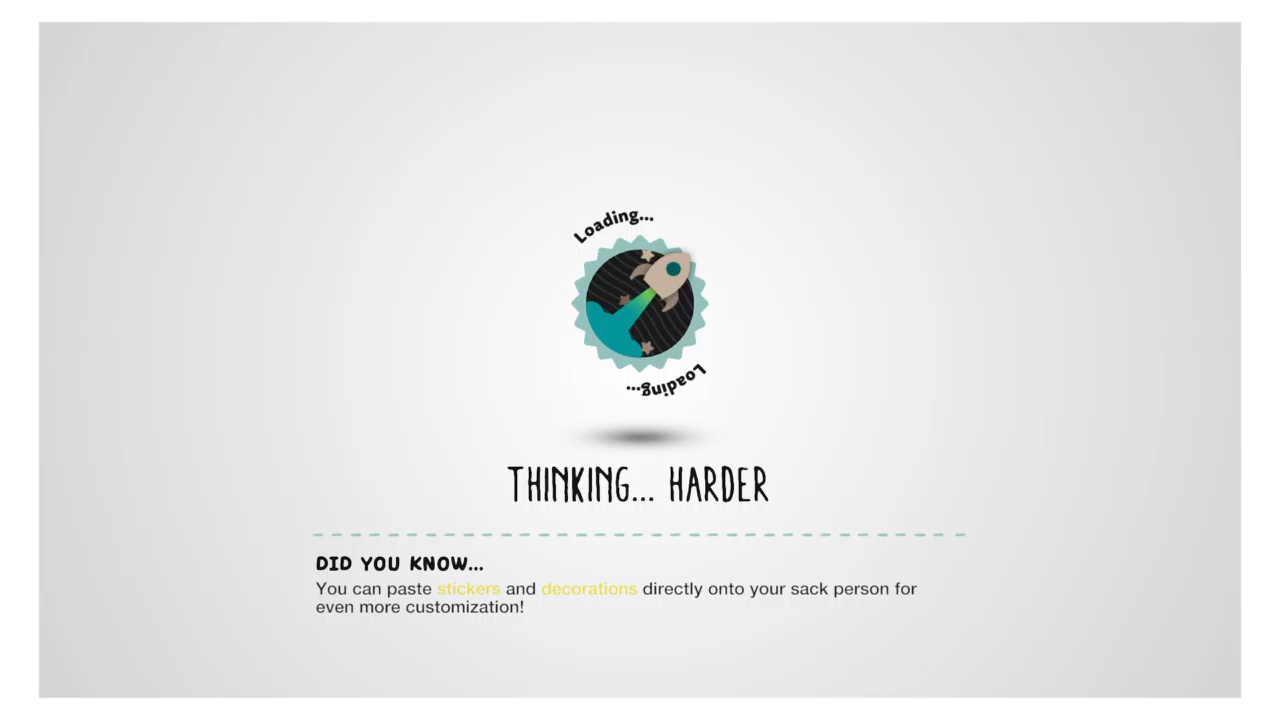 Loading...
Loading...
THINKING... HARDER
DID YOU KNOW...
You can paste stickers and decorations directly onto your sack person for
even more customization!